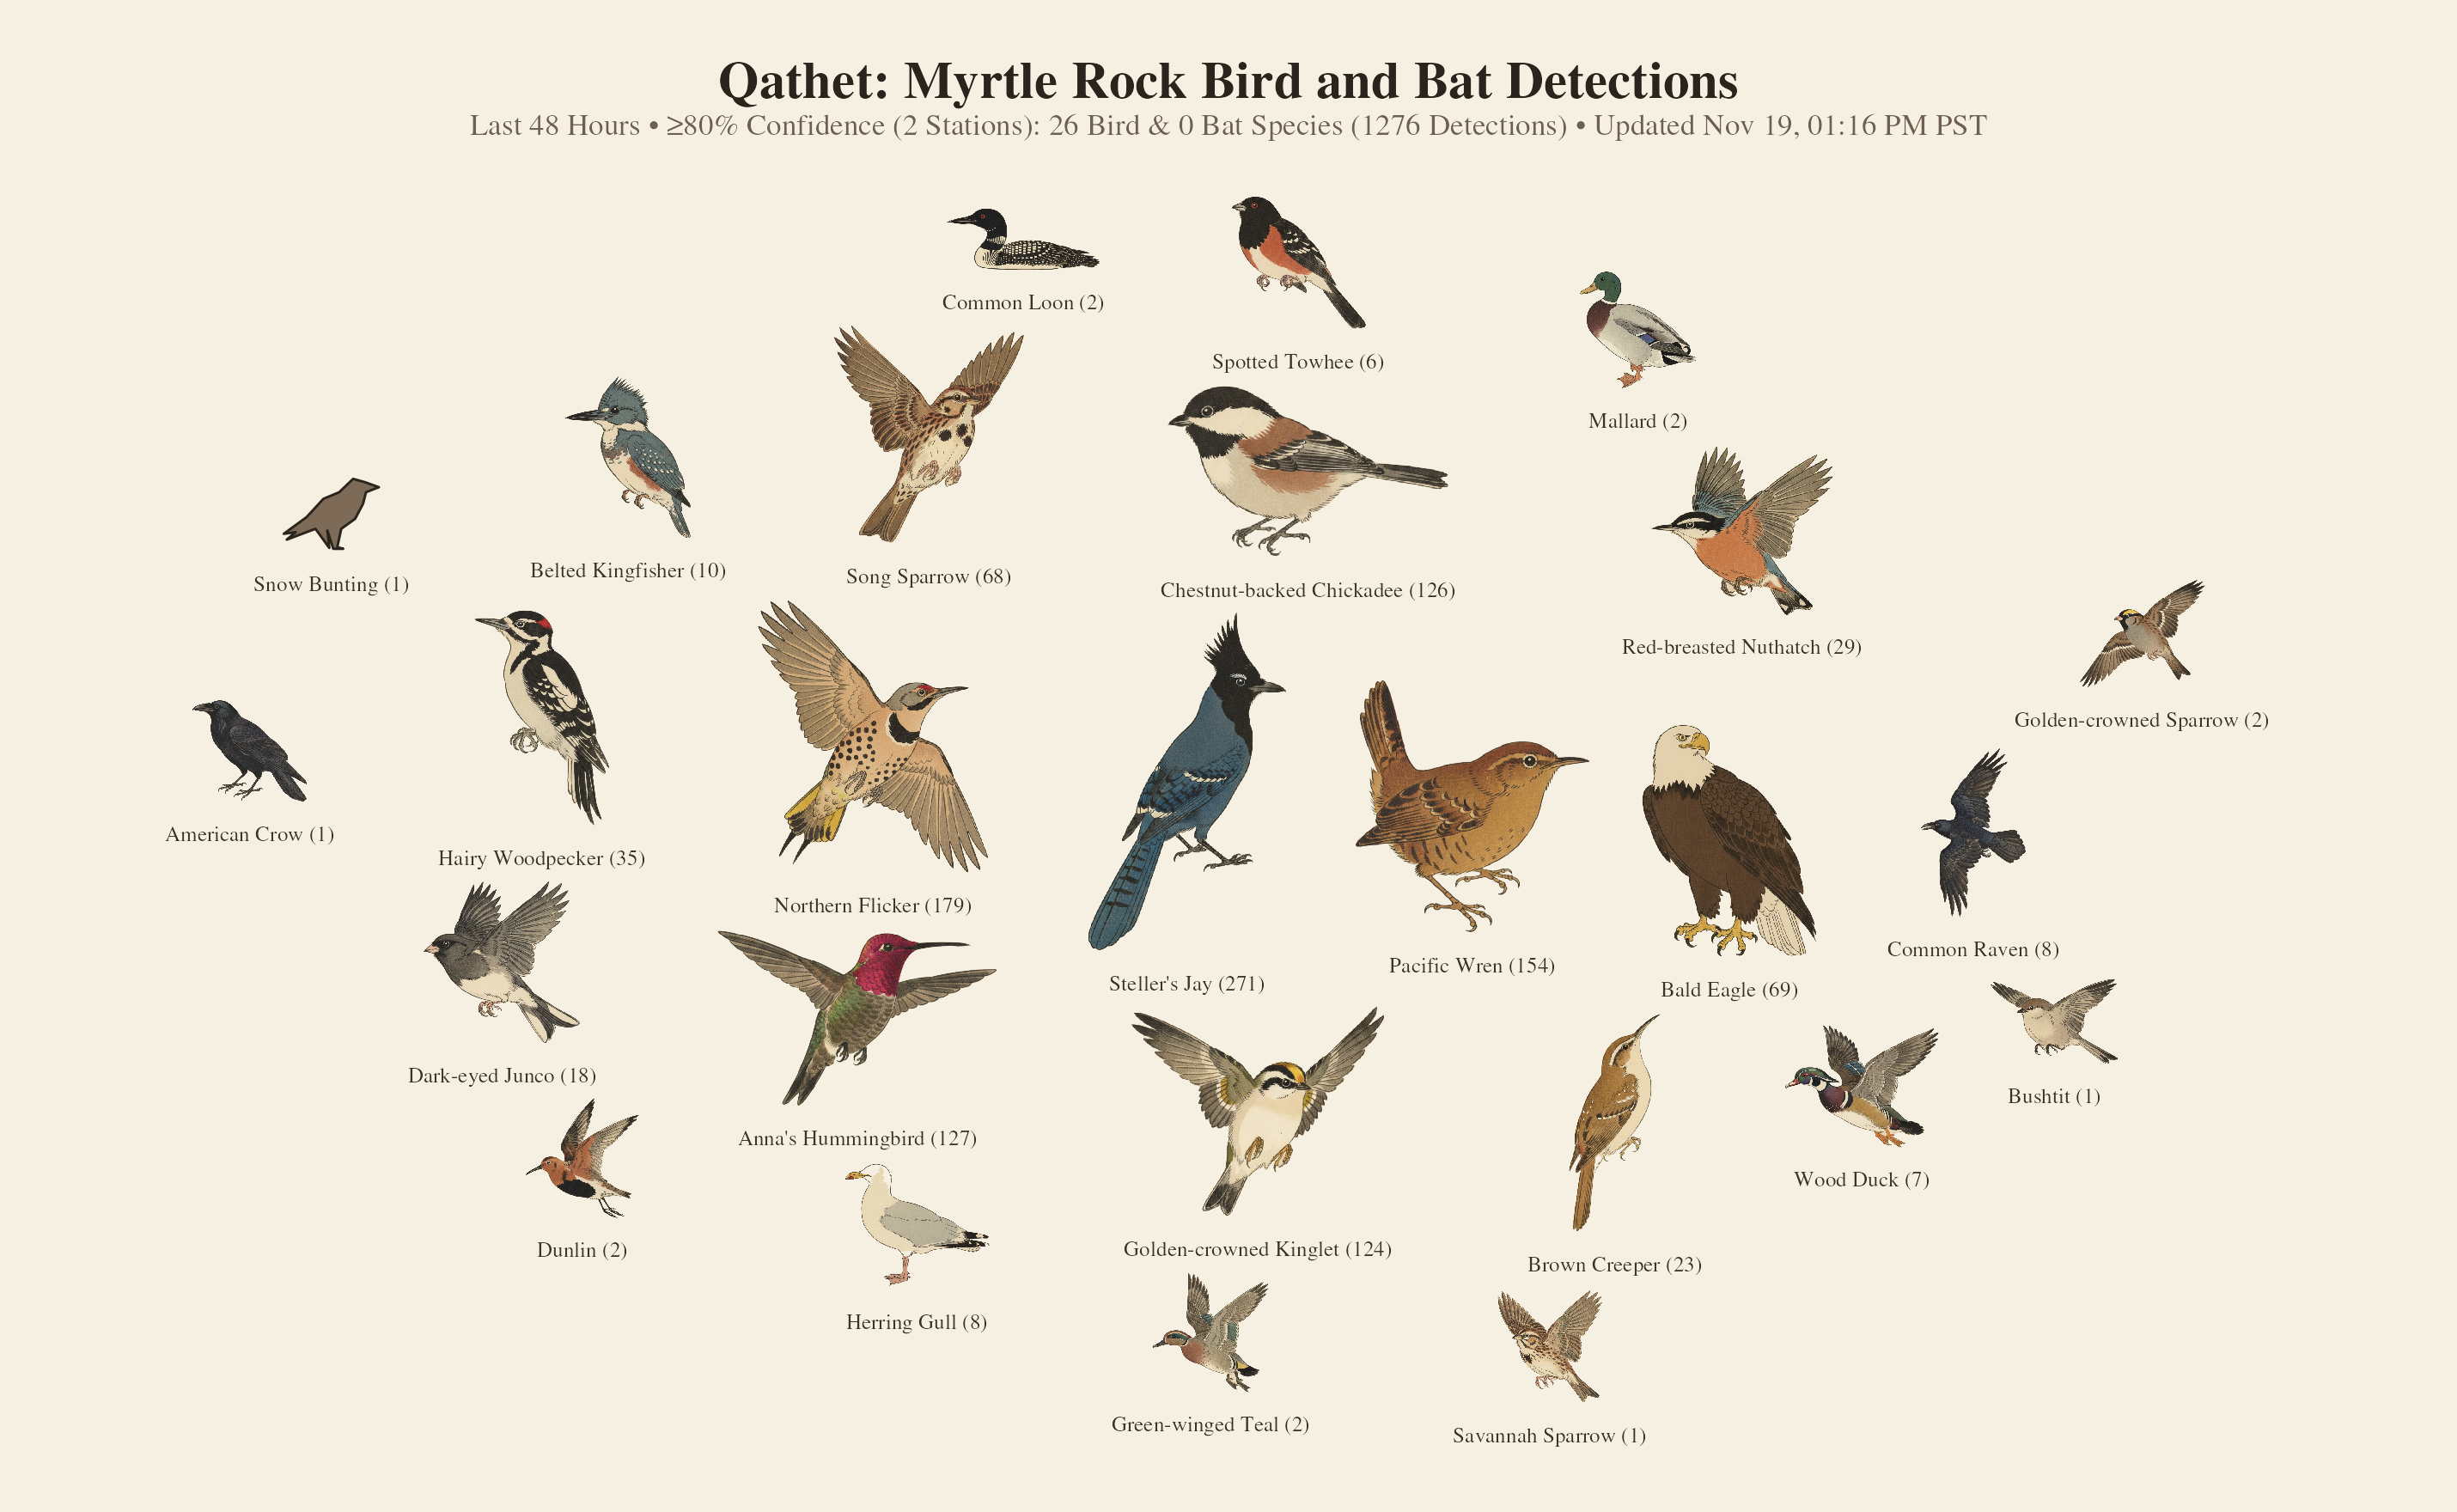 Qathet: Myrtle Rock Bird and Bat Detections
Last 48 Hours • ≥80% Confidence (2 Stations): 26 Bird & 0 Bat Species (1276 Detections) • Updated Nov 19, 01:16 PM PST
Common Loon (2)
Spotted Towhee (6)
Mallard (2)
Snow Bunting (1)
Belted Kingfisher (10)
Song Sparrow (68)
Chestnut-backed Chickadee (126)
Red-breasted Nuthatch (29)
Golden-crowned Sparrow (2)
American Crow (1)
Hairy Woodpecker (35)
Northern Flicker (179)
Steller's Jay (271)
Pacific Wren (154)
Bald Eagle (69)
Common Raven (8)
Dark-eyed Junco (18)
Anna's Hummingbird (127)
Golden-crowned Kinglet (124)
Brown Creeper (23)
Wood Duck (7)
Bushtit (1)
Dunlin (2)
Herring Gull (8)
Green-winged Teal (2)
Savannah Sparrow (1)